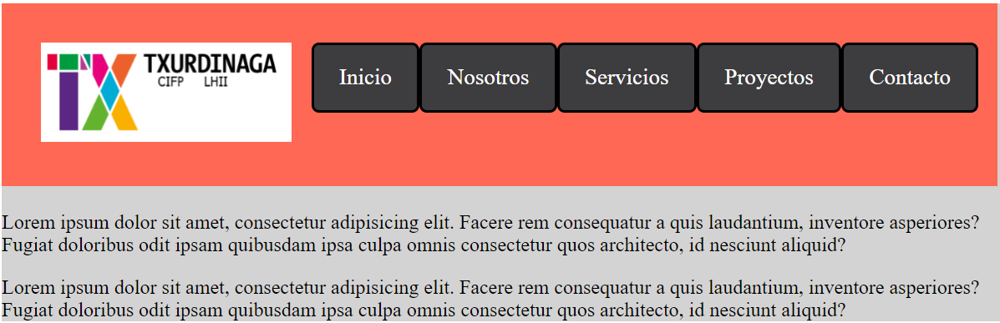 TX TXURDINAGA
CIFP LHII
Inicio Nosotros Servicios Proyectos Contacto
Lorem ipsum dolor sit amet, consectetur adipisicing elit. Facere rem consequatur a quis laudantium, inventore asperiores?
Fugiat doloribus odit ipsam quibusdam ipsa culpa omnis consectetur quos architecto, id nesciunt aliquid?
Lorem ipsum dolor sit amet, consectetur adipisicing elit. Facere rem consequatur a quis laudantium, inventore asperiores?
Fugiat doloribus odit ipsam quibusdam ipsa culpa omnis consectetur quos architecto, id nesciunt aliquid?